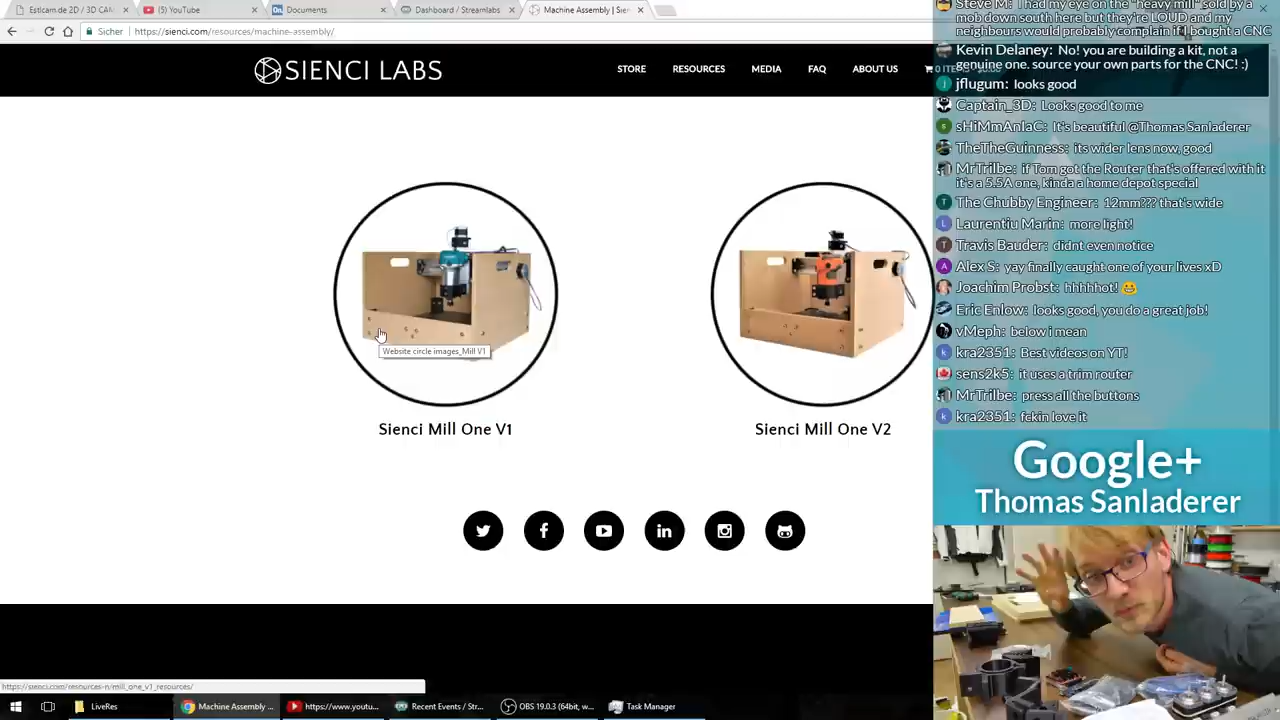 Estlcam.de 2D / 3D CAM
(5) YouTube
On. Documents
Dashboard / Streamlabs
Machine Assembly | Sien
Sicher | https://sienci.com/resources/machine-assembly/
SIENCI LABS
STORE
RESOURCES
MEDIA
FAQ
ABOUT US
0 ITEMS
Website circle images_Mill V1
Sienci Mill One V1
Sienci Mill One V2
https://sienci.com/resources-n/mill_one_v1_resources/
LiveRes
Machine Assembly ...
https://www.youtu...
Recent Events / Str...
OBS 19.0.3 (64bit, w...
Task Manager
Steve M: I had my eye on the "heavy mill" sold by a
mob down south here but they're LOUD and my
neighbours would probably complain if I bought a CNC
Kevin Delaney: No! you are building a kit, not a
genuine one. source your own parts for the CNC! :)
jflugum: looks good
Captain_3D: Looks good to me
sHiMmAnIaC: It's beautiful @Thomas Sanladerer
TheTheGuinness: its wider lens now, good
MrTrilbe: if Tom got the Router that's offered with it
it's a 5.5A one, kinda a home depot special
The Chubby Engineer: 12mm??? that's wide
Laurentiu Marin: more light!
Travis Bauder: didnt even notice
Alex S: yay finally caught one of your lives xD
Joachim Probst: hhhhhot! 😀
Eric Enlow: looks good, you do a great job!
vMeph: below i mean
kra2351: Best videos on YT!
sens2k5: it uses a trim router
MrTrilbe: press all the buttons
kra2351: fckin love it
Google+
Thomas Sanladerer